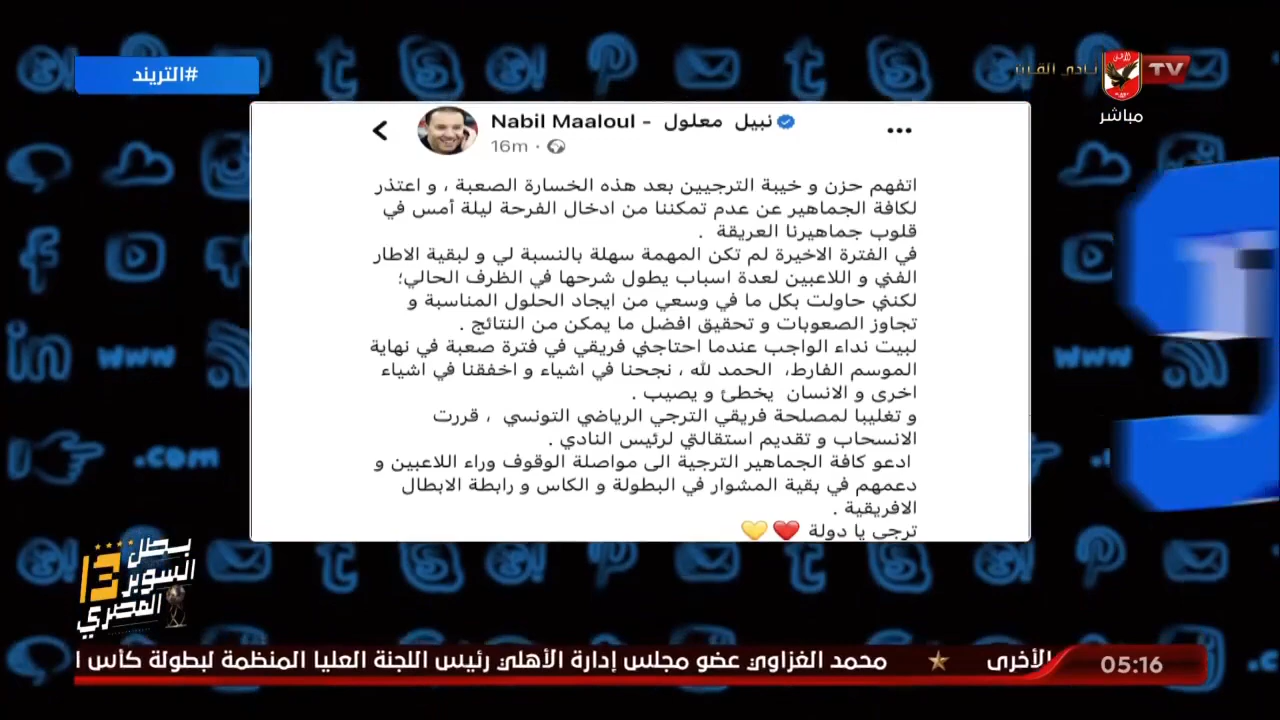 #التريند
نادي القرن
TV
مباشر
Nabil Maaloul - نبيل معلول
16m
اتفهم حزن و خيبة الترجيين بعد هذه الخسارة الصعبة ، و اعتذر
لكافة الجماهير عن عدم تمكننا من ادخال الفرحة ليلة أمس في
قلوب جماهيرنا العريقة .
في الفترة الاخيرة لم تكن المهمة سهلة بالنسبة لي و لبقية الاطار
الفني و اللاعبين لعدة اسباب يطول شرحها في الظرف الحالي؛
لكنني حاولت بكل ما في وسعي من ايجاد الحلول المناسبة و
تجاوز الصعوبات و تحقيق افضل ما يمكن من النتائج .
لبيت نداء الواجب عندما احتاجني فريقي في فترة صعبة في نهاية
الموسم الفارط، الحمد لله ، نجحنا في اشياء و اخفقنا في اشياء
اخرى و الانسان يخطئ و يصيب .
و تغليبا لمصلحة فريقي الترجي الرياضي التونسي ، قررت
الانسحاب و تقديم استقالتي لرئيس النادي .
ادعو كافة الجماهير الترجية الى مواصلة الوقوف وراء اللاعبين و
دعمهم في بقية المشوار في البطولة و الكاس و رابطة الابطال
الافريقية .
ترجي يا دولة ❤️💛
www
www
.com
بطل
السوبر 13
المصري
الأخرى ★ محمد الغزاوي عضو مجلس إدارة الأهلي رئيس اللجنة العليا المنظمة لبطولة كأس ا
05:16